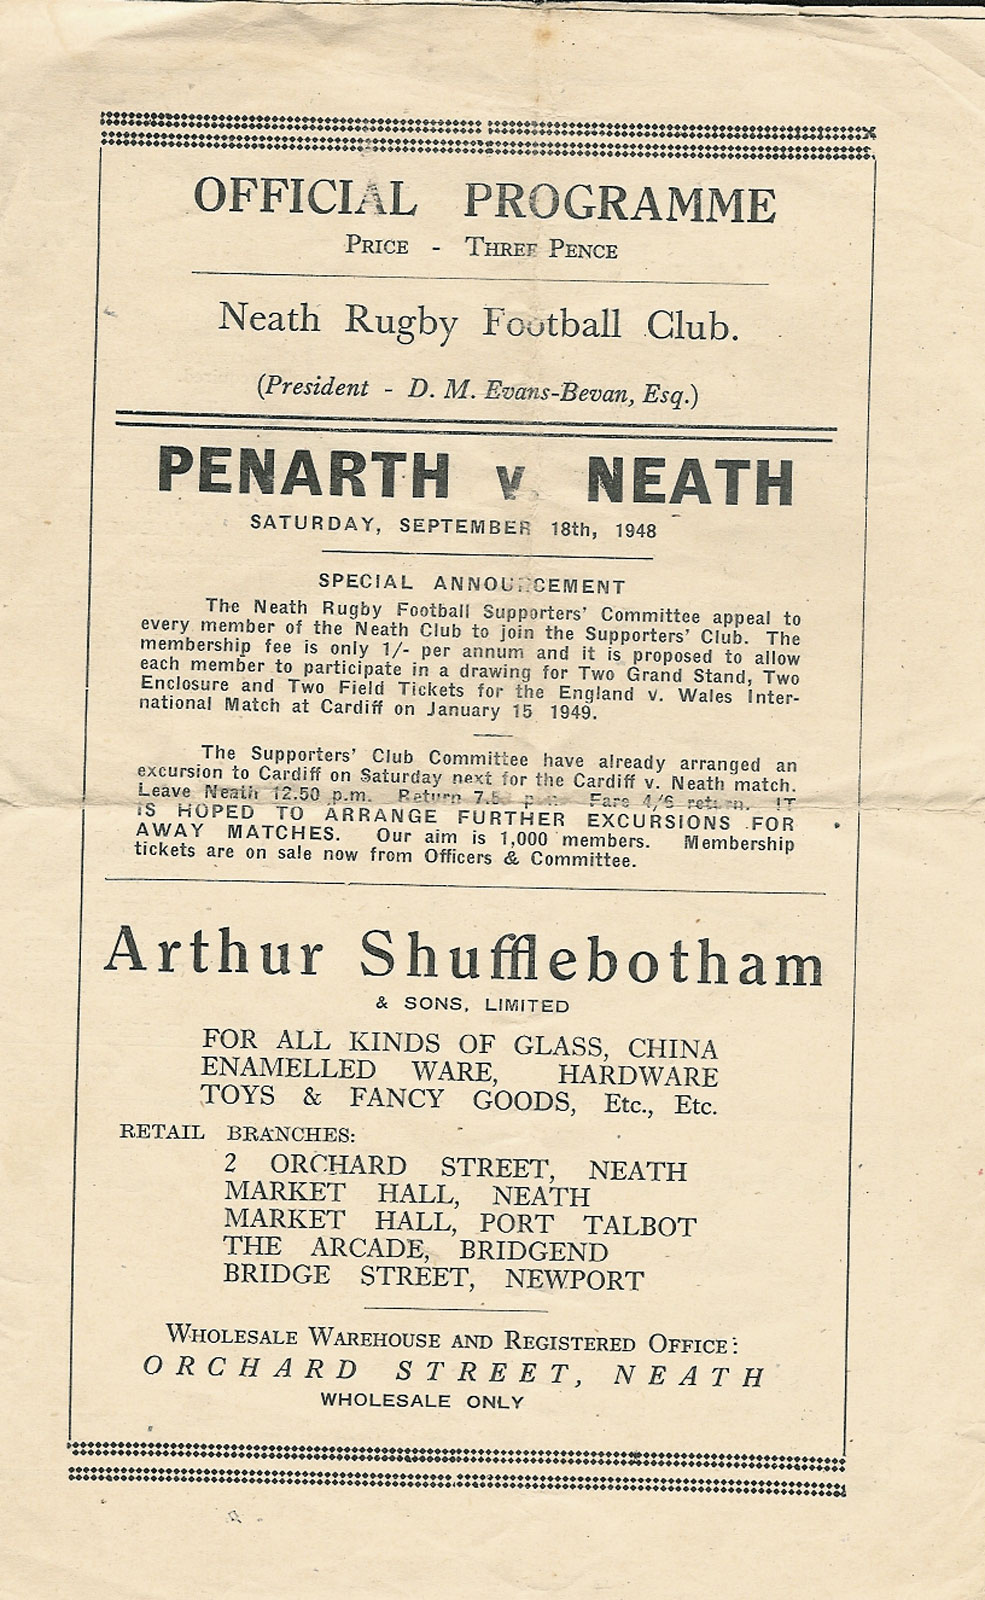 OFFICIAL PROGRAMME
PRICE - THREE PENCE
Neath Rugby Football Club.
(President - D. M. Evans-Bevan, Esq.)
PENARTH v. NEATH
SATURDAY, SEPTEMBER 18th, 1948
SPECIAL ANNOUNCEMENT
The Neath Rugby Football Supporters' Committee appeal to
every member of the Neath Club to join the Supporters' Club. The
membership fee is only 1/- per annum and it is proposed to allow
each member to participate in a drawing for Two Grand Stand, Two
Enclosure and Two Field Tickets for the England v. Wales Inter-
national Match at Cardiff on January 15 1949.
The Supporters' Club Committee have already arranged an
excursion to Cardiff on Saturday next for the Cardiff v. Neath match.
Leave Neath 12.50 p.m. Return p.m. Fare 4/6 return. IT
IS HOPED TO ARRANGE FURTHER EXCURSIONS FOR
AWAY MATCHES. Our aim is 1,000 members. Membership
tickets are on sale now from Officers & Committee.
Arthur Shufflebotham
& SONS, LIMITED
FOR ALL KINDS OF GLASS, CHINA
ENAMELLED WARE, HARDWARE
TOYS & FANCY GOODS, Etc., Etc.
RETAIL BRANCHES:
2 ORCHARD STREET, NEATH
MARKET HALL, NEATH
MARKET HALL, PORT TALBOT
THE ARCADE, BRIDGEND
BRIDGE STREET, NEWPORT
WHOLESALE WAREHOUSE AND REGISTERED OFFICE:
ORCHARD STREET, NEATH
WHOLESALE ONLY